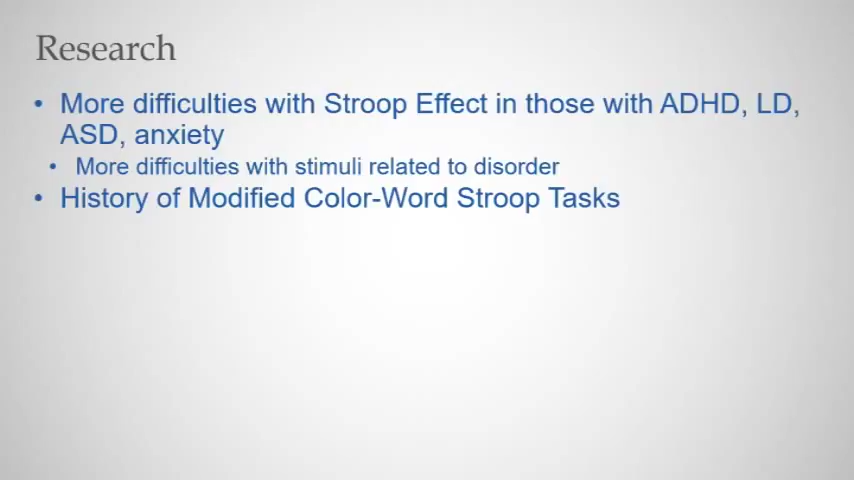 Research
• More difficulties with Stroop Effect in those with ADHD, LD,
ASD, anxiety
• More difficulties with stimuli related to disorder
• History of Modified Color-Word Stroop Tasks